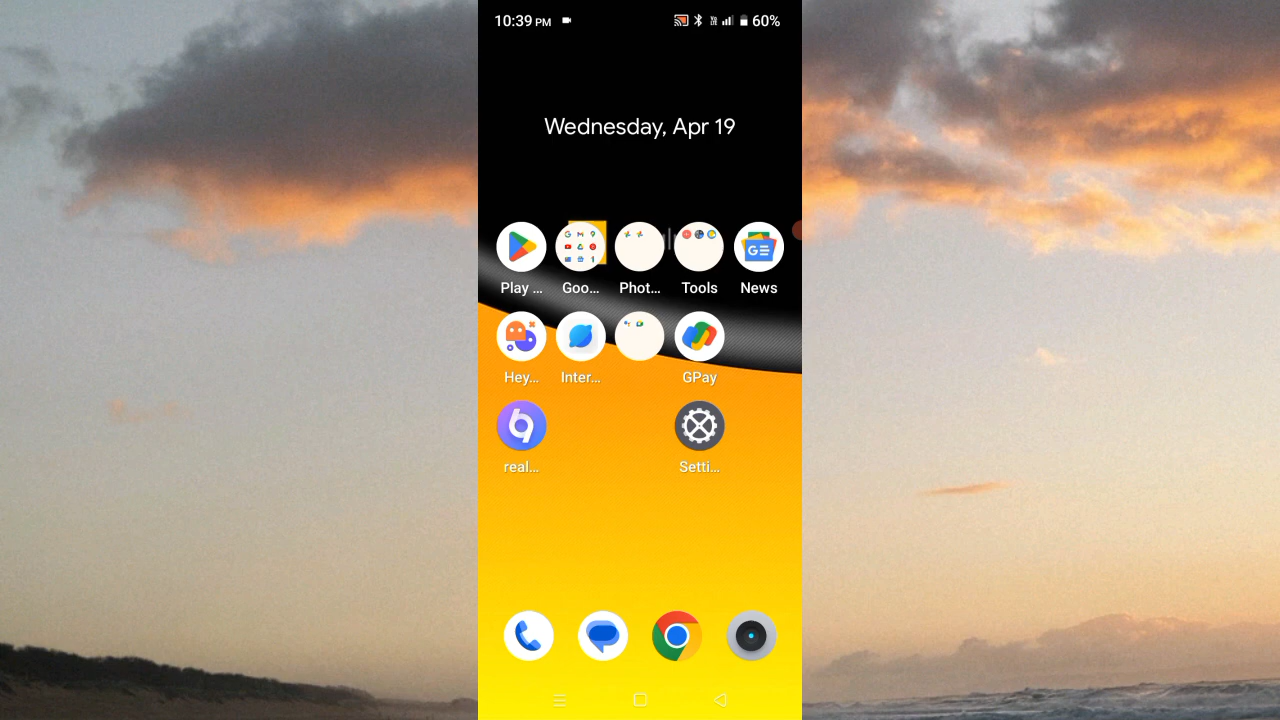 10:39 PM 60%
Wednesday, Apr 19
Play ... Goo... Phot... Tools News
Hey... Inter... GPay
real... Setti...